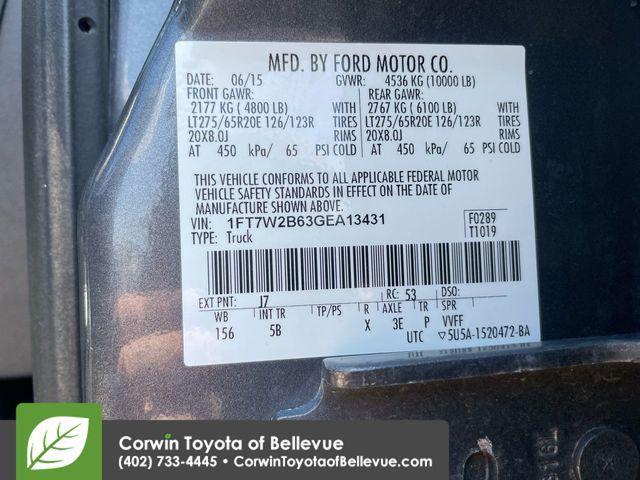 MFD. BY FORD MOTOR CO.
DATE: 06/15 GVWR: 4536 KG (10000 LB)
FRONT GAWR: REAR GAWR:
2177 KG ( 4800 LB) WITH 2767 KG ( 6100 LB) WITH
LT275/65R20E 126/123R TIRES LT275/65R20E 126/123R TIRES
20X8.0J RIMS 20X8.0J RIMS
AT 450 kPa/ 65 PSI COLD AT 450 kPa/ 65 PSI COLD
THIS VEHICLE CONFORMS TO ALL APPLICABLE FEDERAL MOTOR
VEHICLE SAFETY STANDARDS IN EFFECT ON THE DATE OF
MANUFACTURE SHOWN ABOVE.
VIN: 1FT7W2B63GEA13431 F0289
TYPE: Truck T1019
EXT PNT: J7 RC: 53 DSO:
WB INT TR TP/PS R AXLE TR SPR
156 5B X 3E P VVFF
UTC ▽5U5A-1520472-BA
Corwin Toyota of Bellevue
(402) 733-4445 • CorwinToyotaofBellevue.com